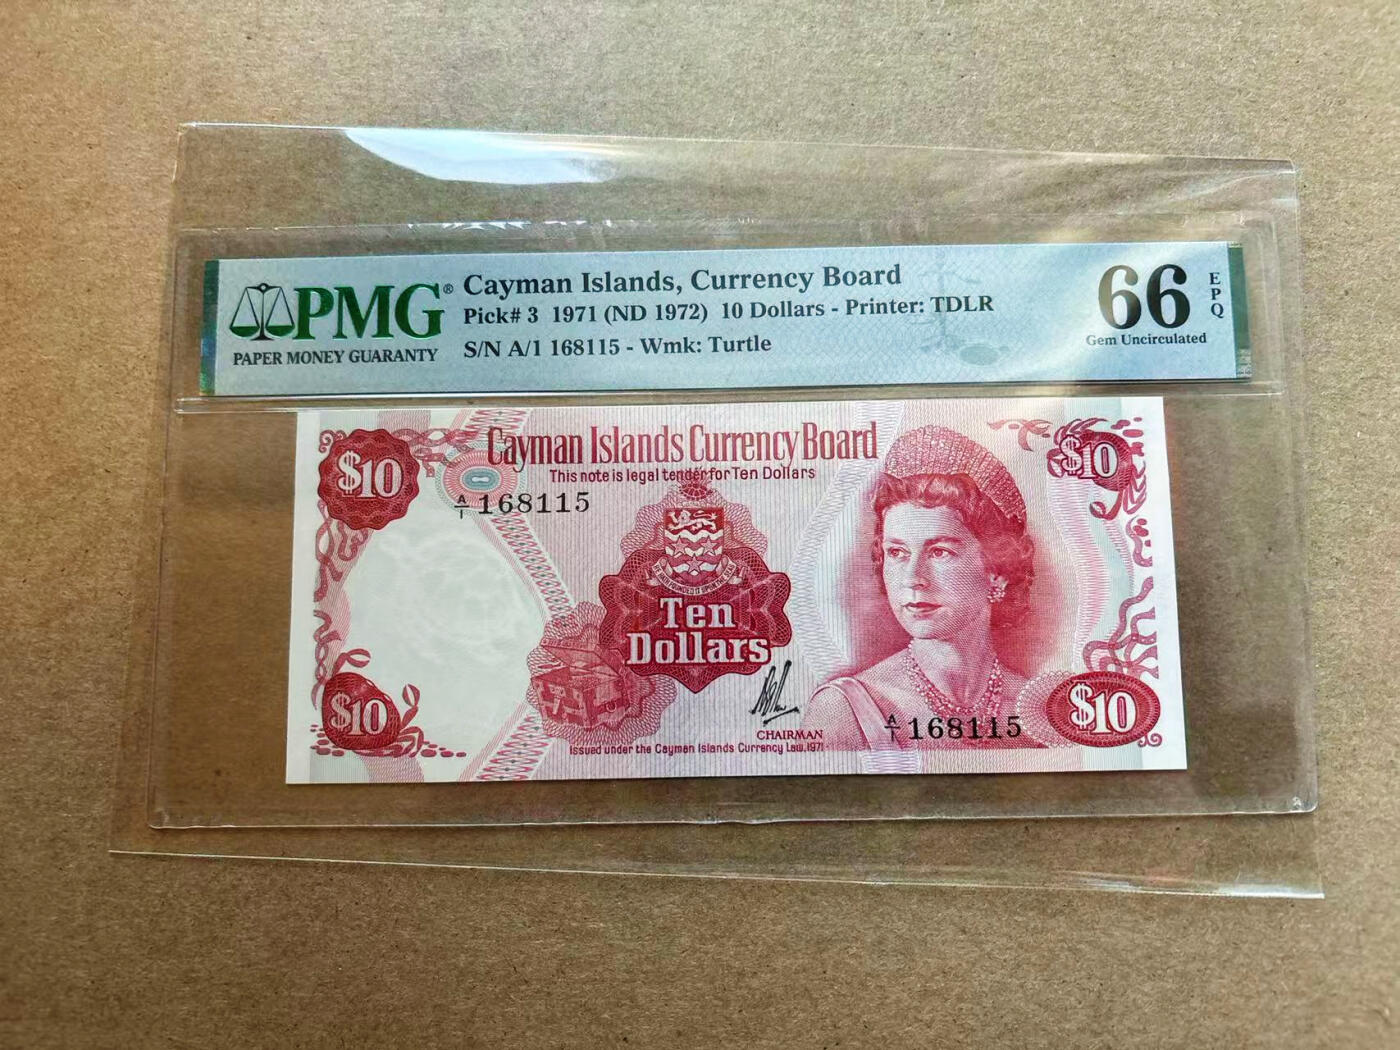 PMG®
PAPER MONEY GUARANTY
Cayman Islands, Currency Board
Pick# 3 1971 (ND 1972) 10 Dollars - Printer: TDLR
S/N A/1 168115 - Wmk: Turtle
66
EPQ
Gem Uncirculated
$10
Cayman Islands Currency Board
$10
This note is legal tender for Ten Dollars
A/1 168115
Ten
Dollars
$10
$10
A/1 168115
CHAIRMAN
Issued under the Cayman Islands Currency Law, 1971.